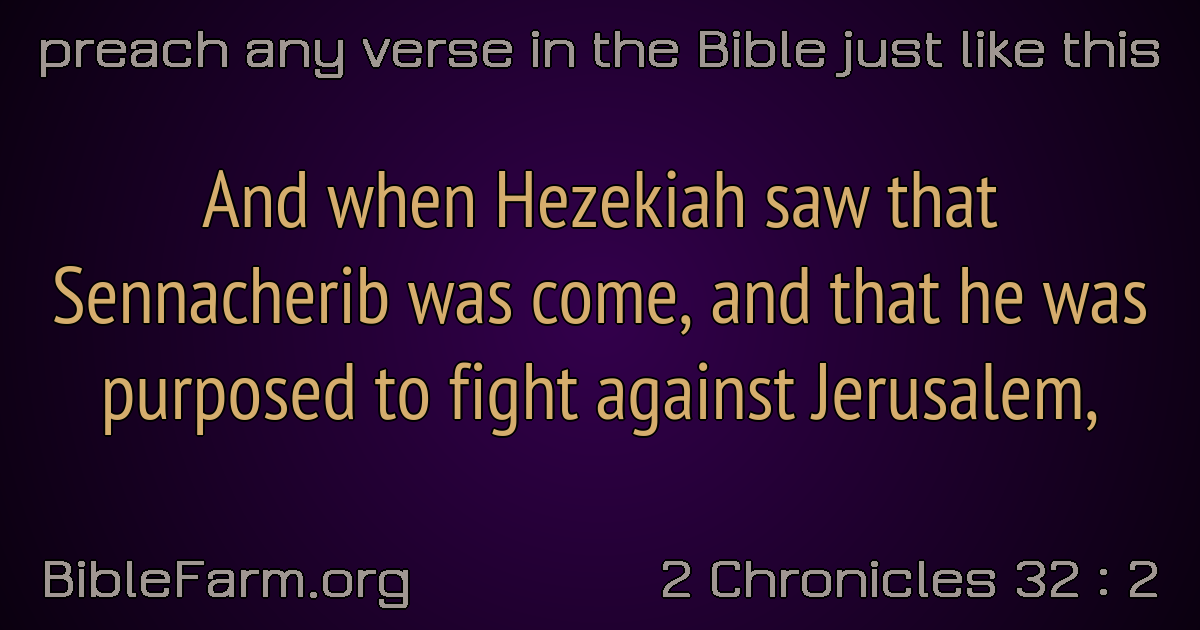 preach any verse in the Bible just like this
And when Hezekiah saw that
Sennacherib was come, and that he was
purposed to fight against Jerusalem,
BibleFarm.org
2 Chronicles 32 : 2